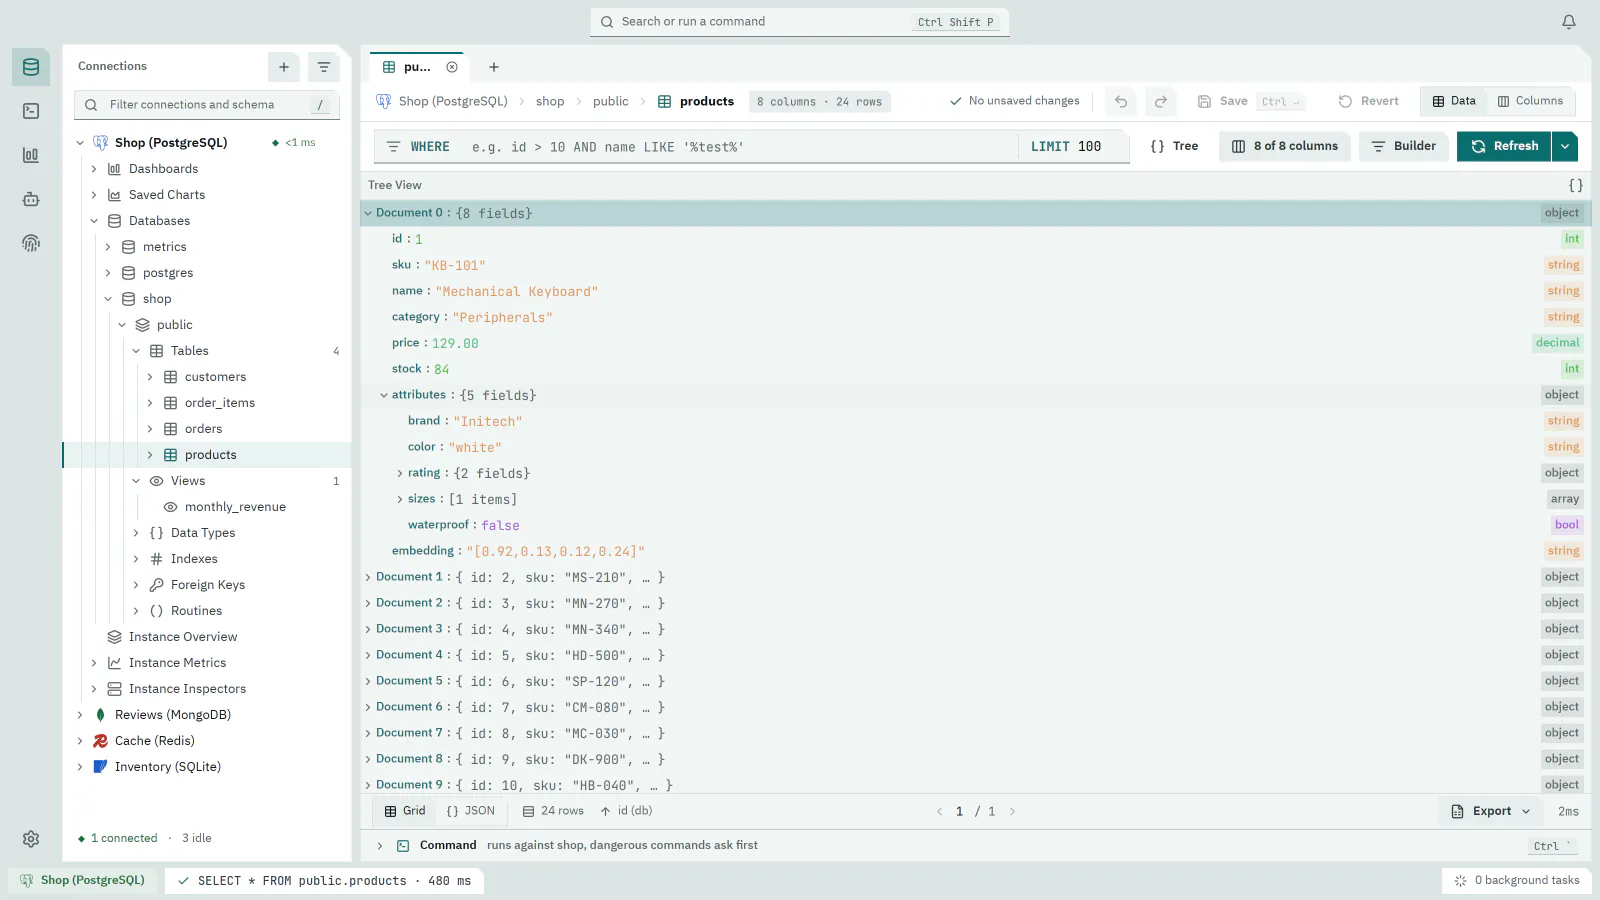 Search or run a command Ctrl Shift P
Connections
Filter connections and schema /
Shop (PostgreSQL) <1 ms
Dashboards
Saved Charts
Databases
metrics
postgres
shop
public
Tables 4
customers
order_items
orders
products
Views 1
monthly_revenue
Data Types
Indexes
Foreign Keys
Routines
Instance Overview
Instance Metrics
Instance Inspectors
Reviews (MongoDB)
Cache (Redis)
Inventory (SQLite)
1 connected · 3 idle
pu...
Shop (PostgreSQL) shop public products 8 columns · 24 rows No unsaved changes Save Ctrl Revert Data Columns
WHERE e.g. id > 10 AND name LIKE '%test%' LIMIT 100 {} Tree 8 of 8 columns Builder Refresh
Tree View {}
Document 0 : {8 fields} object
id : 1 int
sku : "KB-101" string
name : "Mechanical Keyboard" string
category : "Peripherals" string
price : 129.00 decimal
stock : 84 int
attributes : {5 fields} object
brand : "Initech" string
color : "white" string
rating : {2 fields} object
sizes : [1 items] array
waterproof : false bool
embedding : "[0.92,0.13,0.12,0.24]" string
Document 1 : { id: 2, sku: "MS-210", … } object
Document 2 : { id: 3, sku: "MN-270", … } object
Document 3 : { id: 4, sku: "MN-340", … } object
Document 4 : { id: 5, sku: "HD-500", … } object
Document 5 : { id: 6, sku: "SP-120", … } object
Document 6 : { id: 7, sku: "CM-080", … } object
Document 7 : { id: 8, sku: "MC-030", … } object
Document 8 : { id: 9, sku: "DK-900", … } object
Document 9 : { id: 10, sku: "HB-040", … } object
Grid {} JSON 24 rows id (db) 1 / 1 Export 2ms
Command runs against shop, dangerous commands ask first Ctrl `
Shop (PostgreSQL) SELECT * FROM public.products · 480 ms 0 background tasks